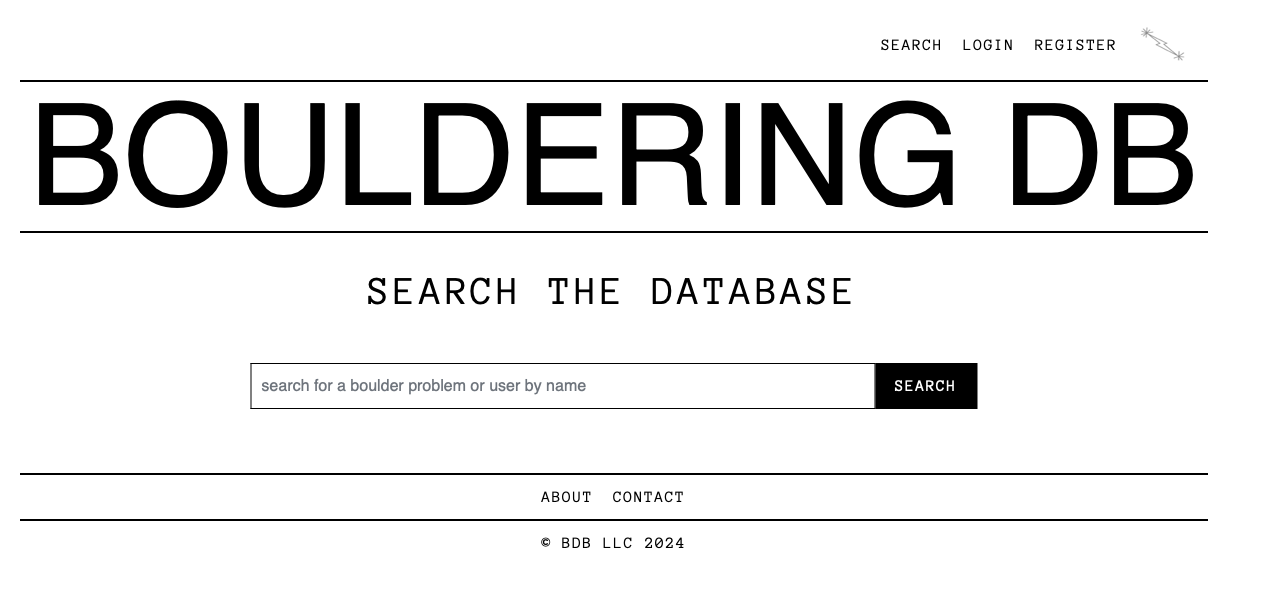 SEARCH LOGIN REGISTER
BOULDERING DB
SEARCH THE DATABASE
search for a boulder problem or user by name SEARCH
ABOUT CONTACT
© BDB LLC 2024